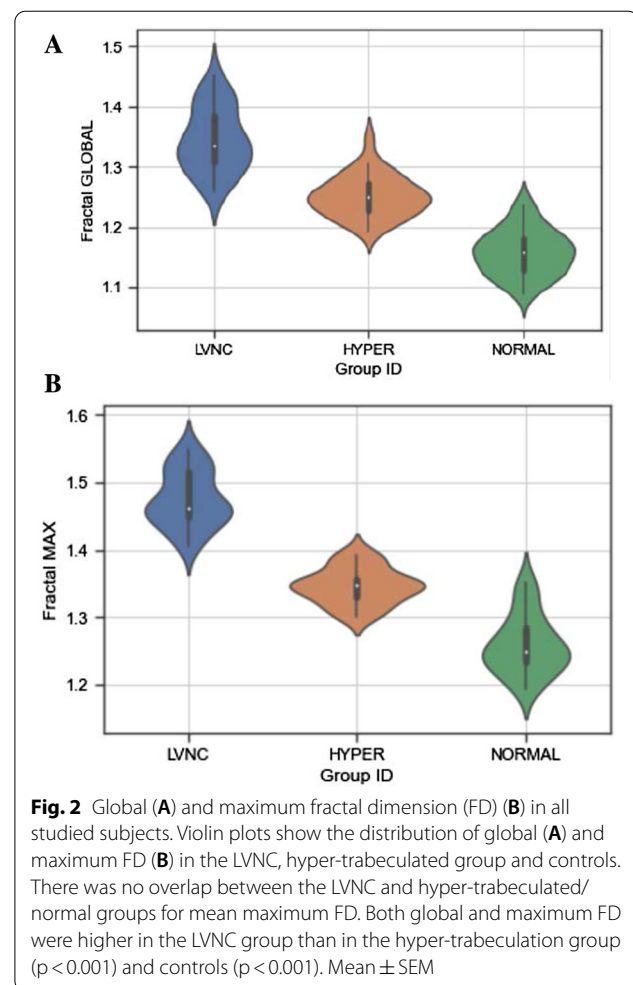 A
1.5
1.4
1.3
1.2
1.1
Fractal GLOBAL
LVNC HYPER NORMAL
Group ID
B
1.6
1.5
1.4
1.3
1.2
Fractal MAX
LVNC HYPER NORMAL
Group ID
Fig. 2 Global (A) and maximum fractal dimension (FD) (B) in all
studied subjects. Violin plots show the distribution of global (A) and
maximum FD (B) in the LVNC, hyper-trabeculated group and controls.
There was no overlap between the LVNC and hyper-trabeculated/
normal groups for mean maximum FD. Both global and maximum FD
were higher in the LVNC group than in the hyper-trabeculation group
(p < 0.001) and controls (p < 0.001). Mean ± SEM